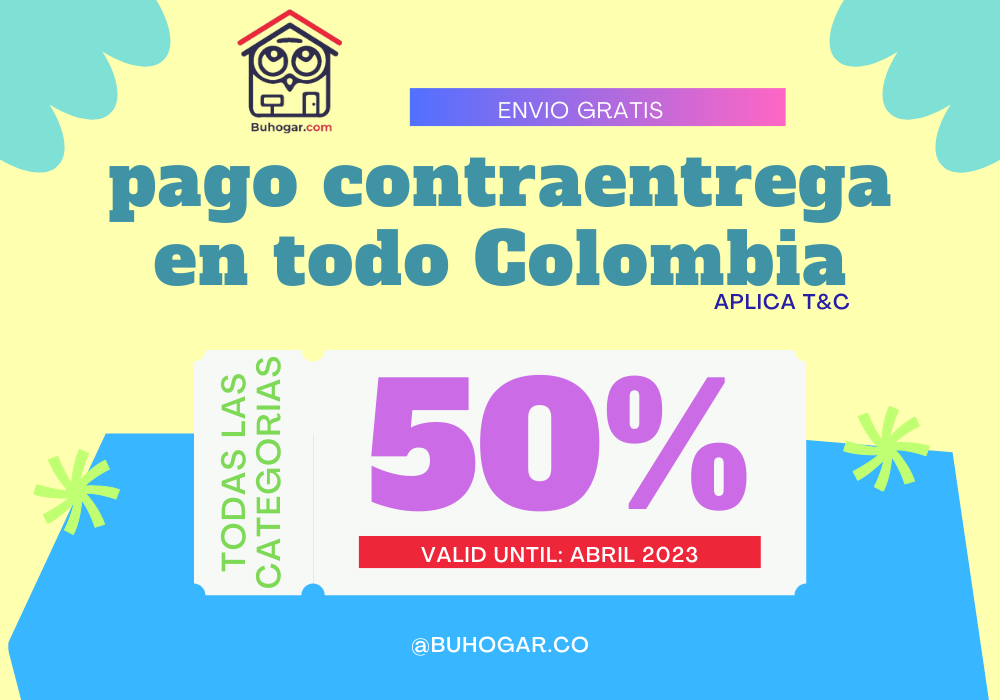 Buhogar.com
ENVIO GRATIS
pago contraentrega
en todo Colombia
APLICA T&C
TODAS LAS
CATEGORIAS
50%
VALID UNTIL: ABRIL 2023
@BUHOGAR.CO